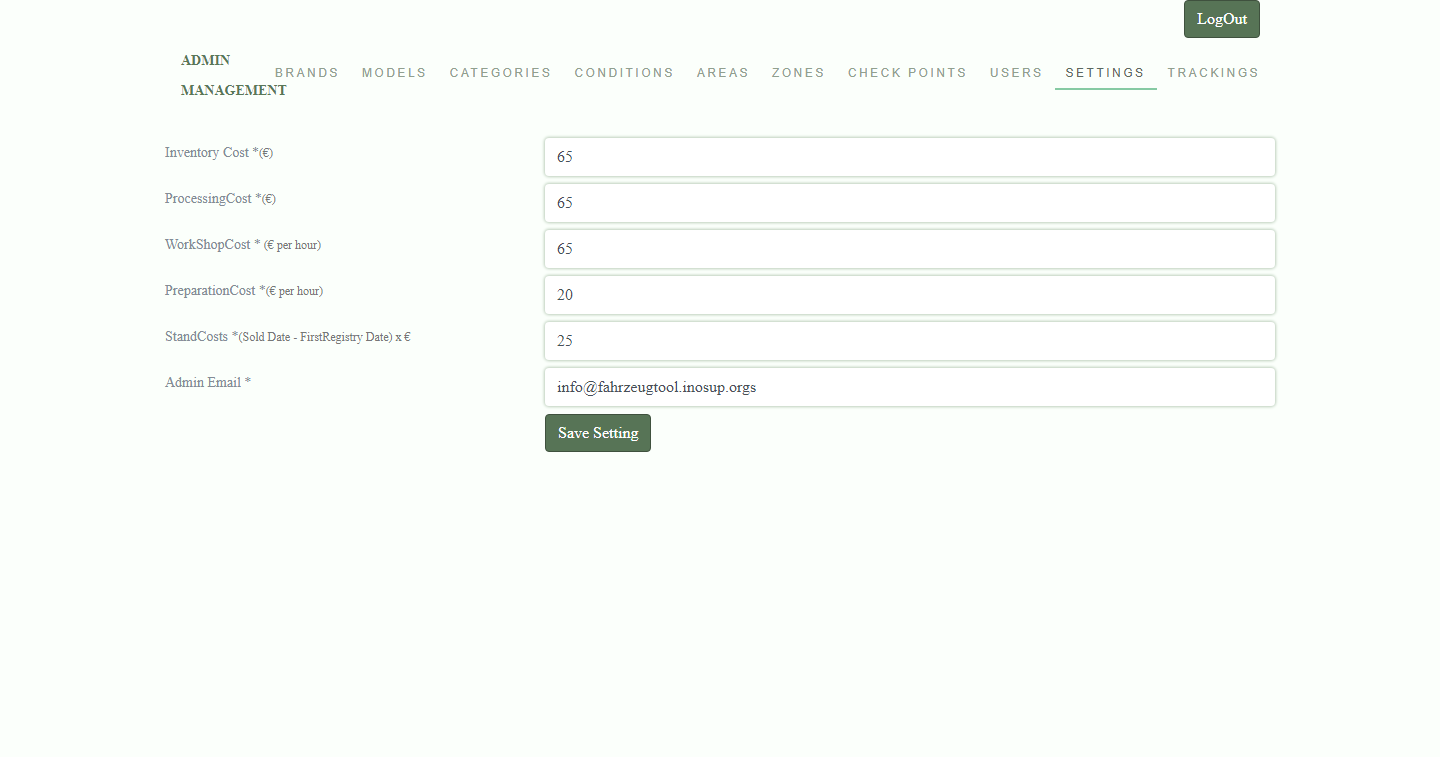 LogOut
ADMIN
MANAGEMENT
BRANDS MODELS CATEGORIES CONDITIONS AREAS ZONES CHECK POINTS USERS SETTINGS TRACKINGS
Inventory Cost *(€) 65
ProcessingCost *(€) 65
WorkShopCost * (€ per hour) 65
PreparationCost *(€ per hour) 20
StandCosts *(Sold Date - FirstRegistry Date) x € 25
Admin Email * info@fahrzeugtool.inosup.orgs
Save Setting